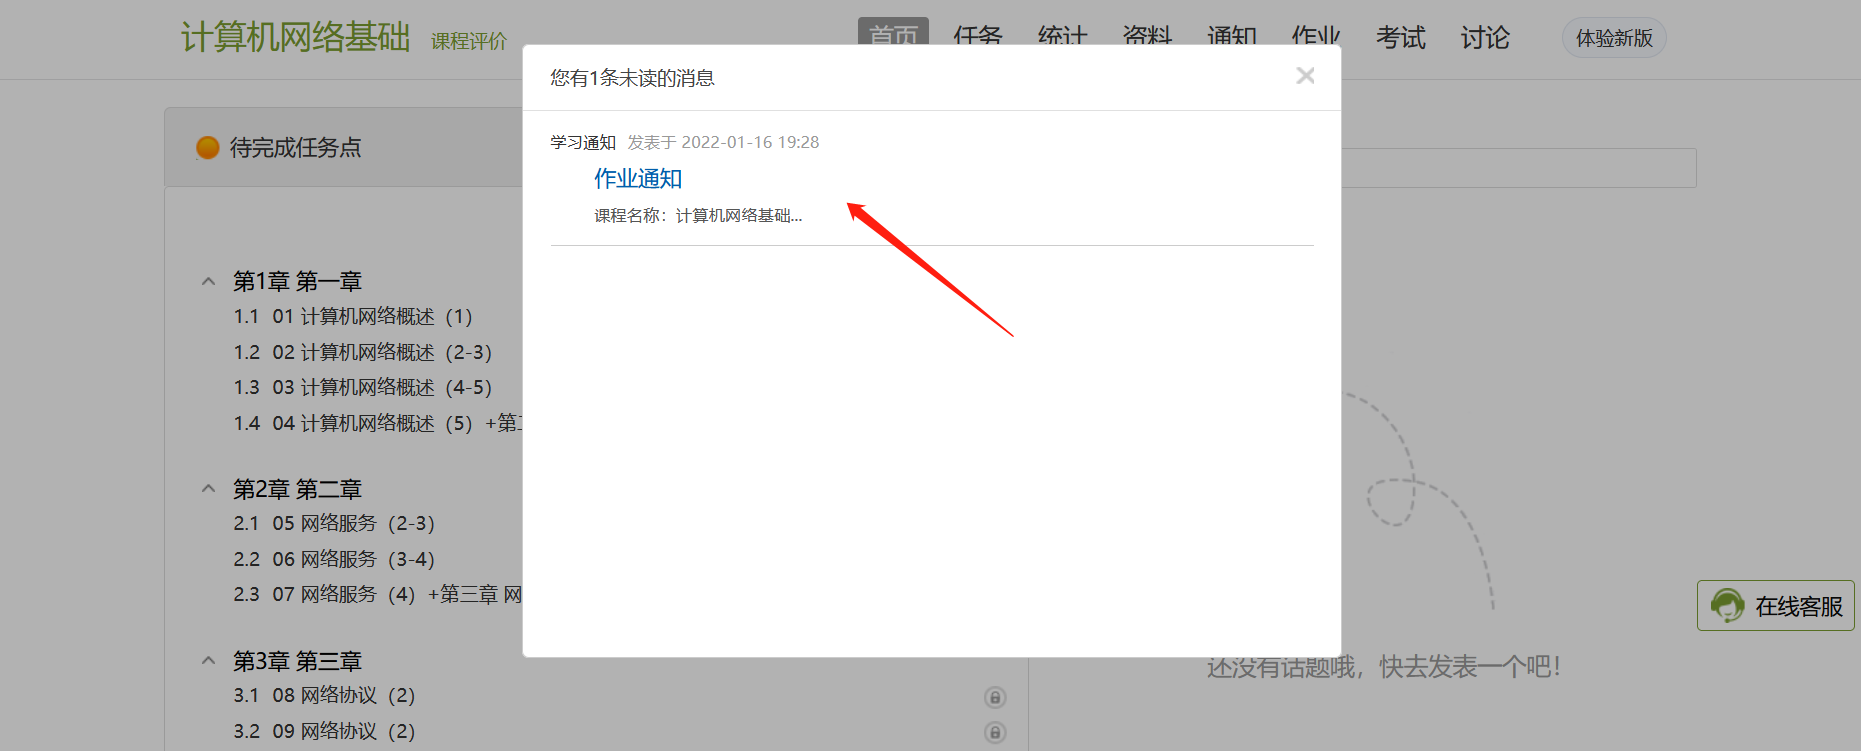 计算机网络基础 课程评价
首页 任务 统计 资料 通知 作业 考试 讨论 体验新版
您有1条未读的消息
学习通知 发表于 2022-01-16 19:28
作业通知
课程名称：计算机网络基础...
待完成任务点
第1章 第一章
1.1 01 计算机网络概述（1）
1.2 02 计算机网络概述（2-3）
1.3 03 计算机网络概述（4-5）
1.4 04 计算机网络概述（5）+第二
第2章 第二章
2.1 05 网络服务（2-3）
2.2 06 网络服务（3-4）
2.3 07 网络服务（4）+第三章 网
第3章 第三章
3.1 08 网络协议（2）
3.2 09 网络协议（2）
还没有话题哦，快去发表一个吧！
在线客服